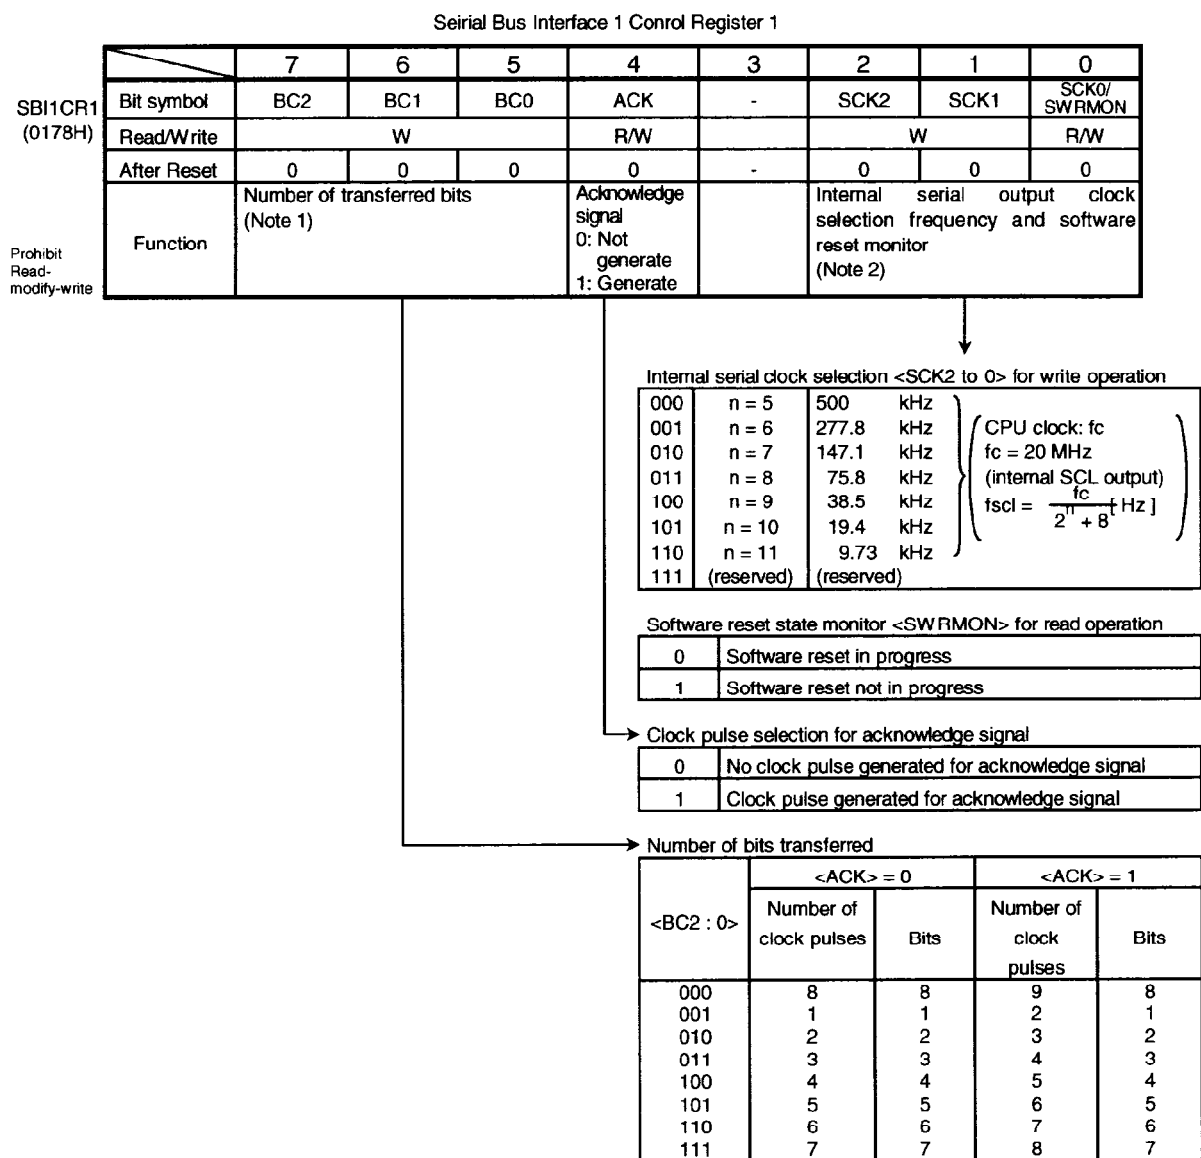 Seirial Bus Interface 1 Conrol Register 1
7 6 5 4 3 2 1 0
SBI1CR1
(0178H)
Bit symbol BC2 BC1 BC0 ACK - SCK2 SCK1 SCK0/
SWRMON
Read/Write W R/W W R/W
After Reset 0 0 0 0 - 0 0 0
Prohibit
Read-
modify-write
Function
Number of transferred bits
(Note 1)
Acknowledge
signal
0: Not
generate
1: Generate
Internal serial output clock
selection frequency and software
reset monitor
(Note 2)
Internal serial clock selection <SCK2 to 0> for write operation
000 n = 5 500 kHz
001 n = 6 277.8 kHz
010 n = 7 147.1 kHz
011 n = 8 75.8 kHz
100 n = 9 38.5 kHz
101 n = 10 19.4 kHz
110 n = 11 9.73 kHz
111 (reserved) (reserved)
CPU clock: fc
fc = 20 MHz
(internal SCL output)
fscl = fc
2^n + 8 [ Hz ]
Software reset state monitor <SWRMON> for read operation
0 Software reset in progress
1 Software reset not in progress
Clock pulse selection for acknowledge signal
0 No clock pulse generated for acknowledge signal
1 Clock pulse generated for acknowledge signal
Number of bits transferred
<BC2 : 0>
<ACK> = 0 <ACK> = 1
Number of
clock pulses
Bits
Number of
clock
pulses
Bits
000 8 8 9 8
001 1 1 2 1
010 2 2 3 2
011 3 3 4 3
100 4 4 5 4
101 5 5 6 5
110 6 6 7 6
111 7 7 8 7